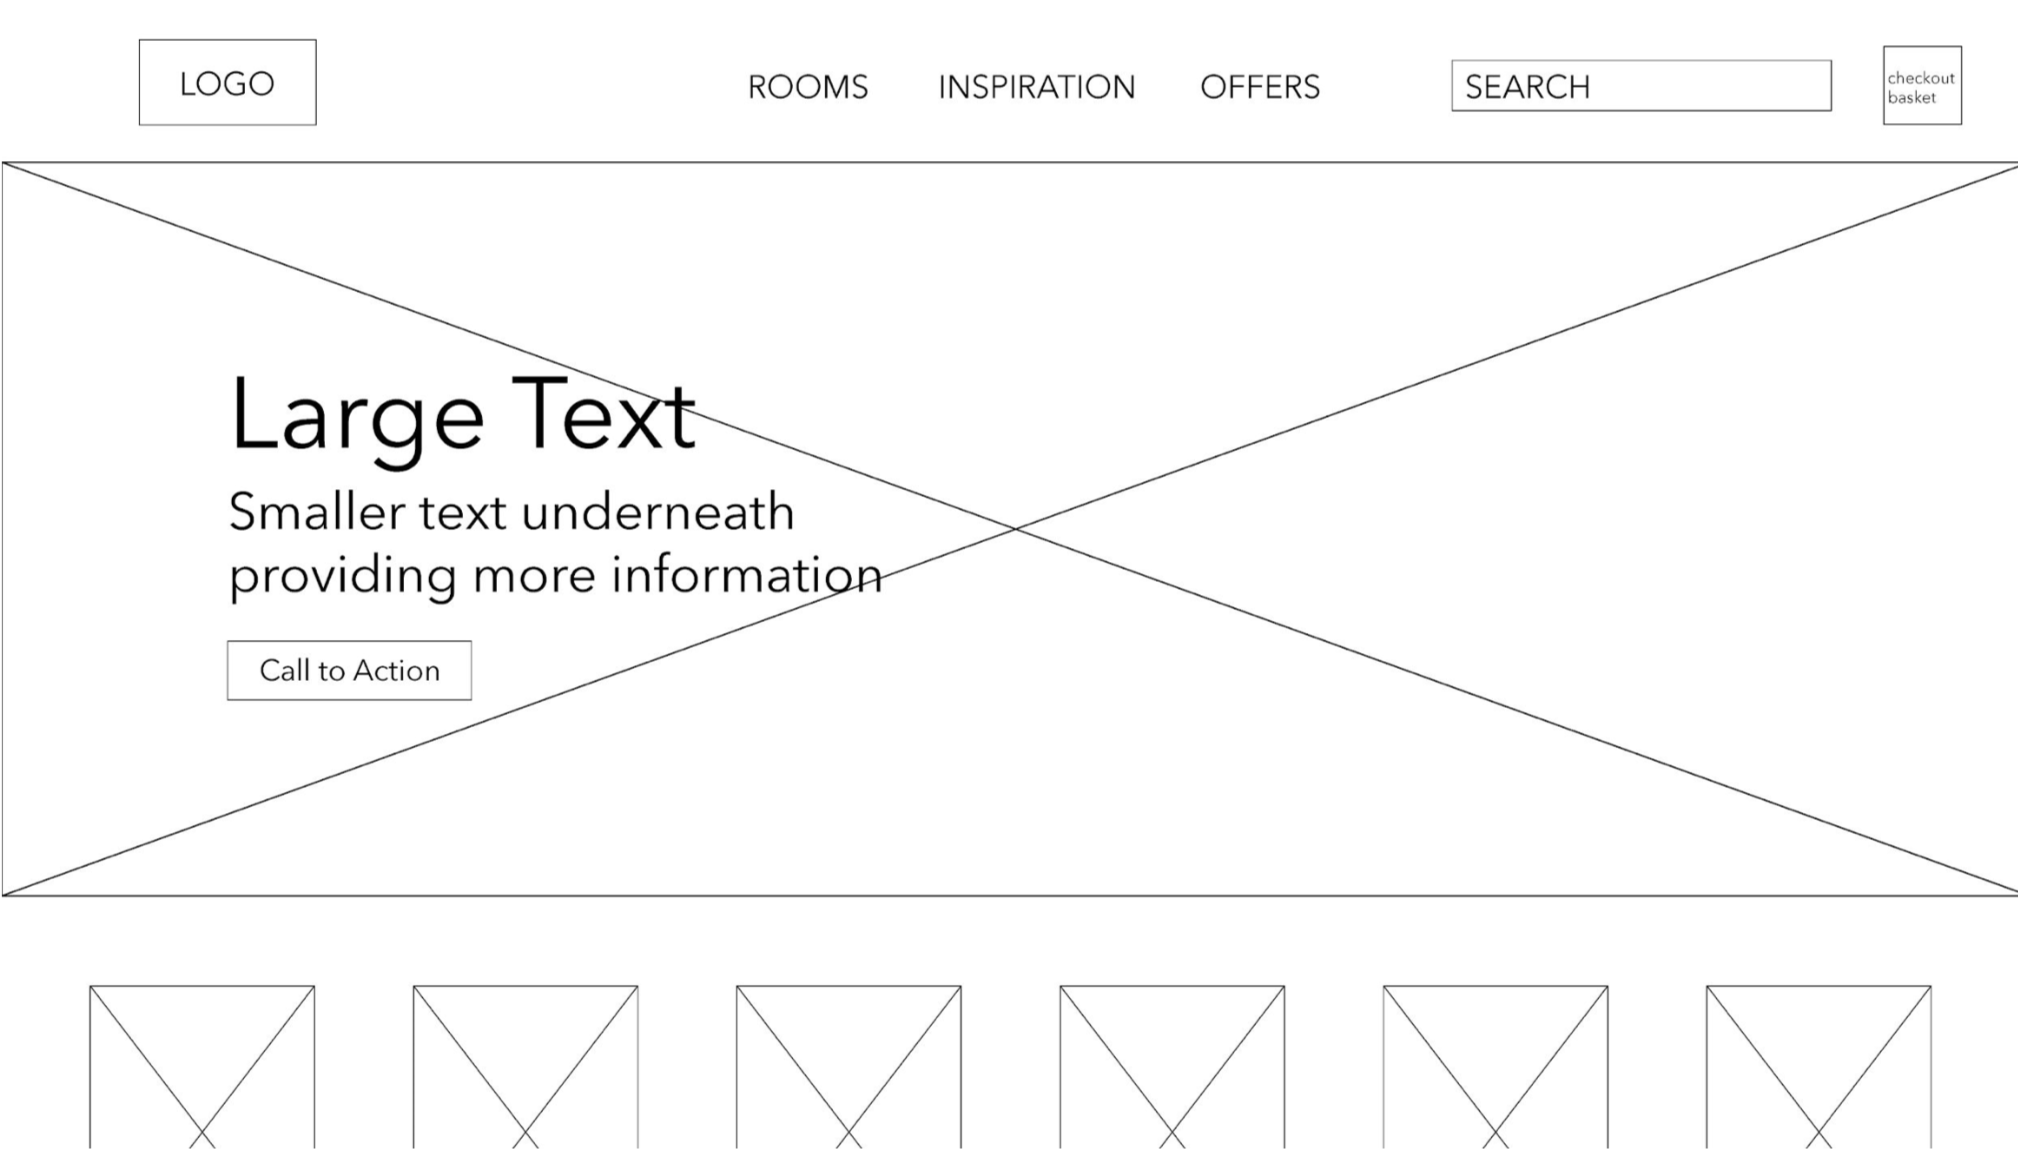 LOGO
ROOMS
INSPIRATION
OFFERS
SEARCH
checkout
basket
Large Text
Smaller text underneath
providing more information
Call to Action